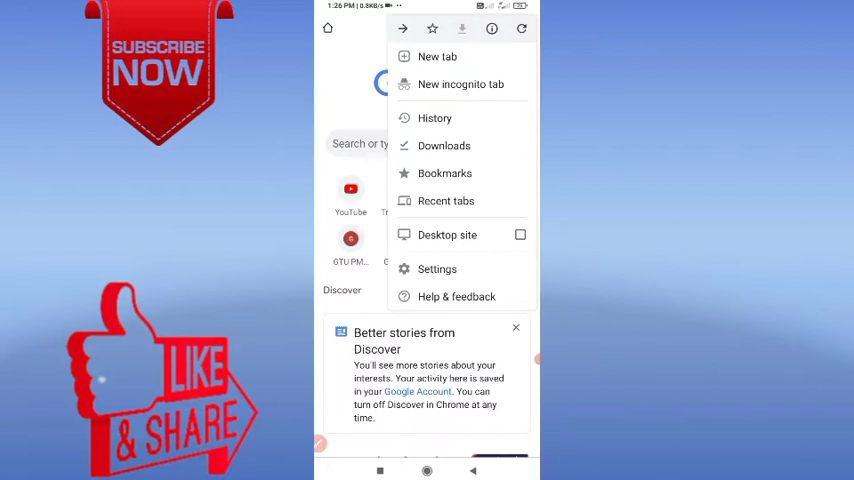 SUBSCRIBE
NOW
LIKE
& SHARE
1:26 PM | 0.3KB/s
New tab
New incognito tab
History
Downloads
Bookmarks
Recent tabs
Desktop site
Settings
Help & feedback
Search or ty
YouTube
Tr
GTU PM...
G
Discover
Better stories from
Discover
You'll see more stories about your
interests. Your activity here is saved
in your Google Account. You can
turn off Discover in Chrome at any
time.